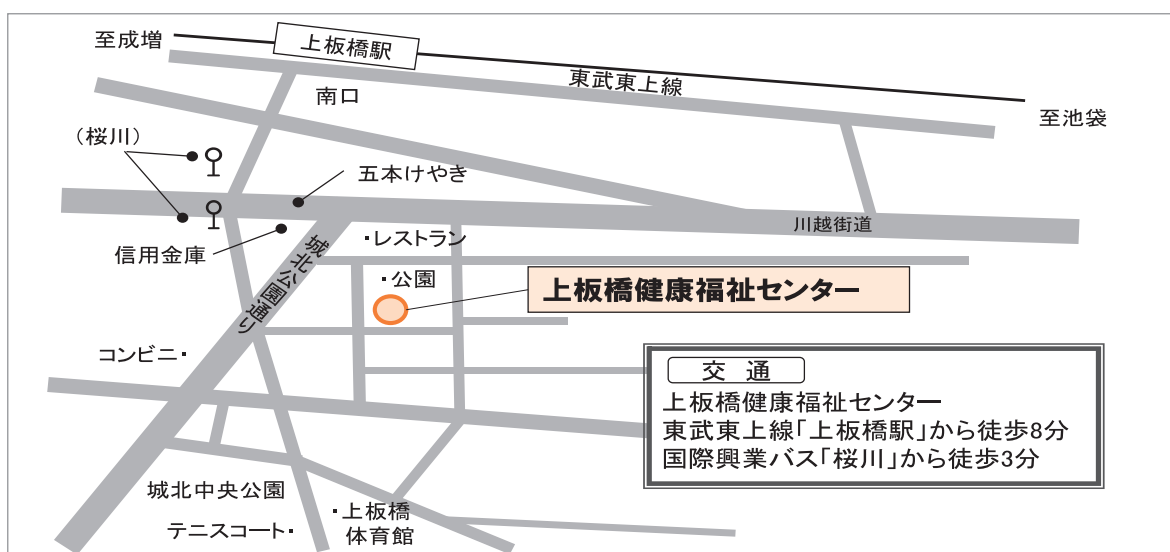 至成増
上板橋駅
東武東上線
南口
至池袋
（桜川）
五本けやき
川越街道
信用金庫
城北公園通り
・レストラン
・公園
上板橋健康福祉センター
コンビニ・
交 通
上板橋健康福祉センター
東武東上線「上板橋駅」から徒歩8分
国際興業バス「桜川」から徒歩3分
城北中央公園
テニスコート・
・上板橋
体育館